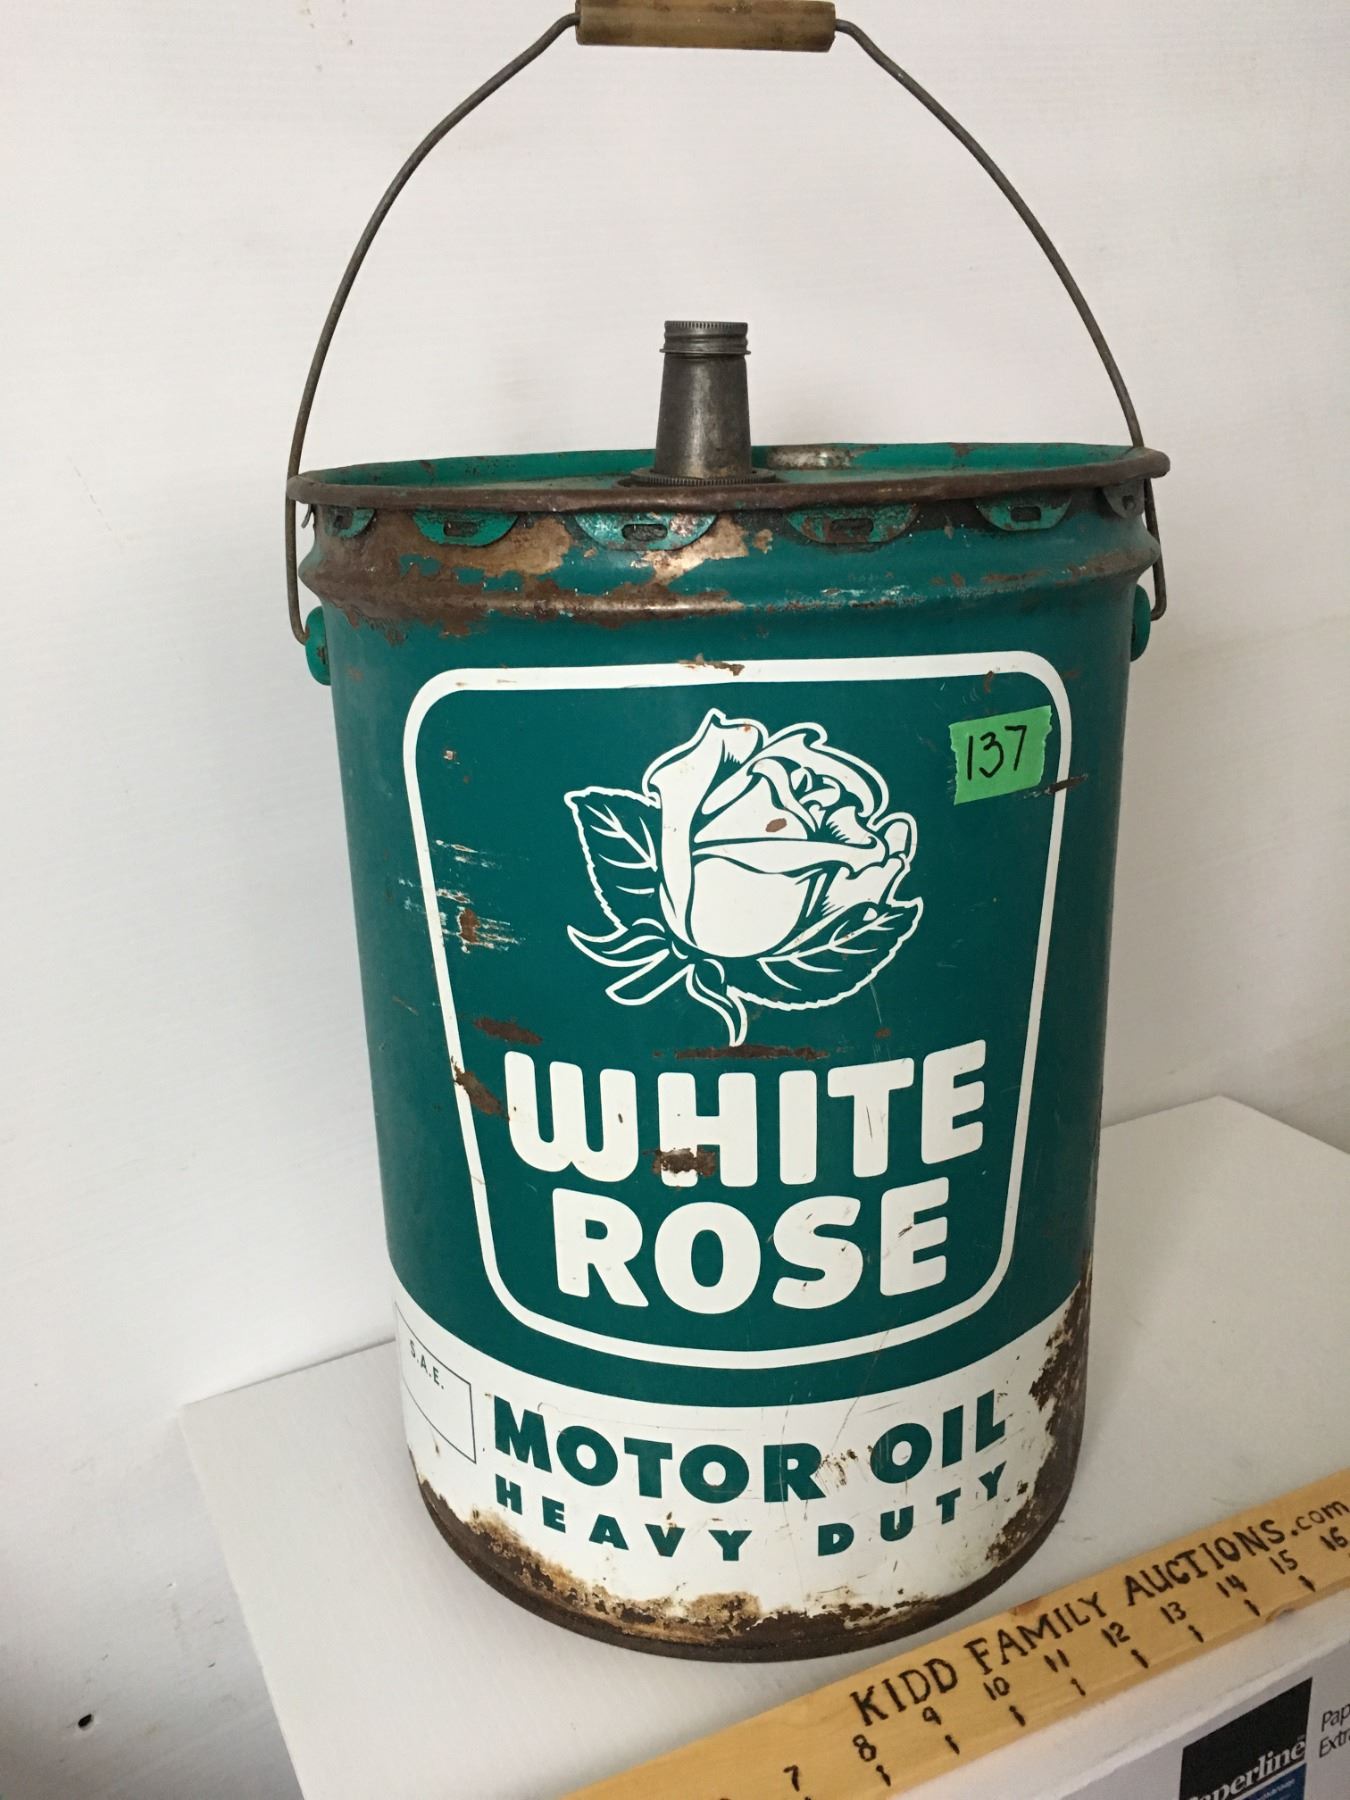 137
WHITE
ROSE
S.A.E.
MOTOR OIL
HEAVY DUTY
KIDD FAMILY AUCTIONS.com
7 8 9 10 11 12 13 14 15 16
Paperline